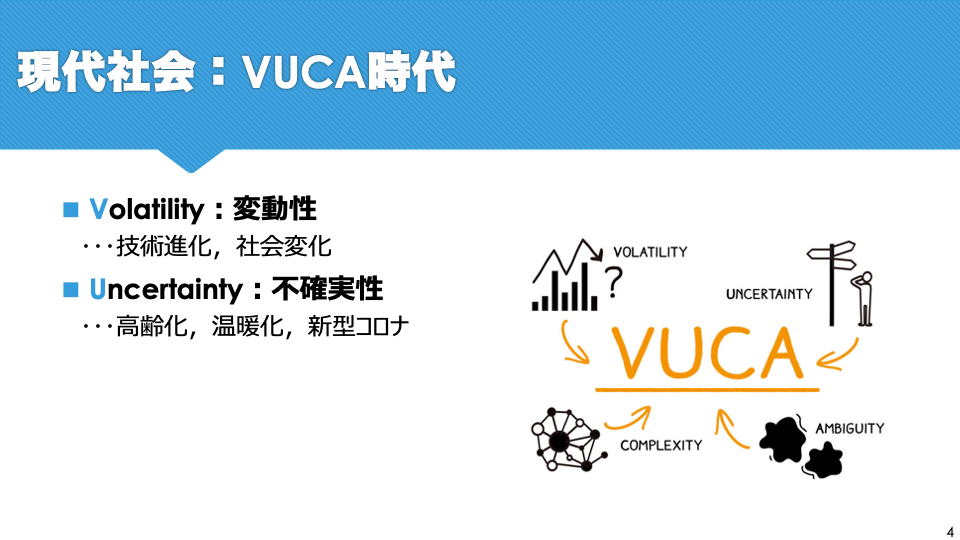 現代社会：VUCA時代
Volatility：変動性
･･･技術進化，社会変化
Uncertainty：不確実性
･･･高齢化，温暖化，新型コロナ
VOLATILITY
?
UNCERTAINTY
VUCA
COMPLEXITY
AMBIGUITY
4